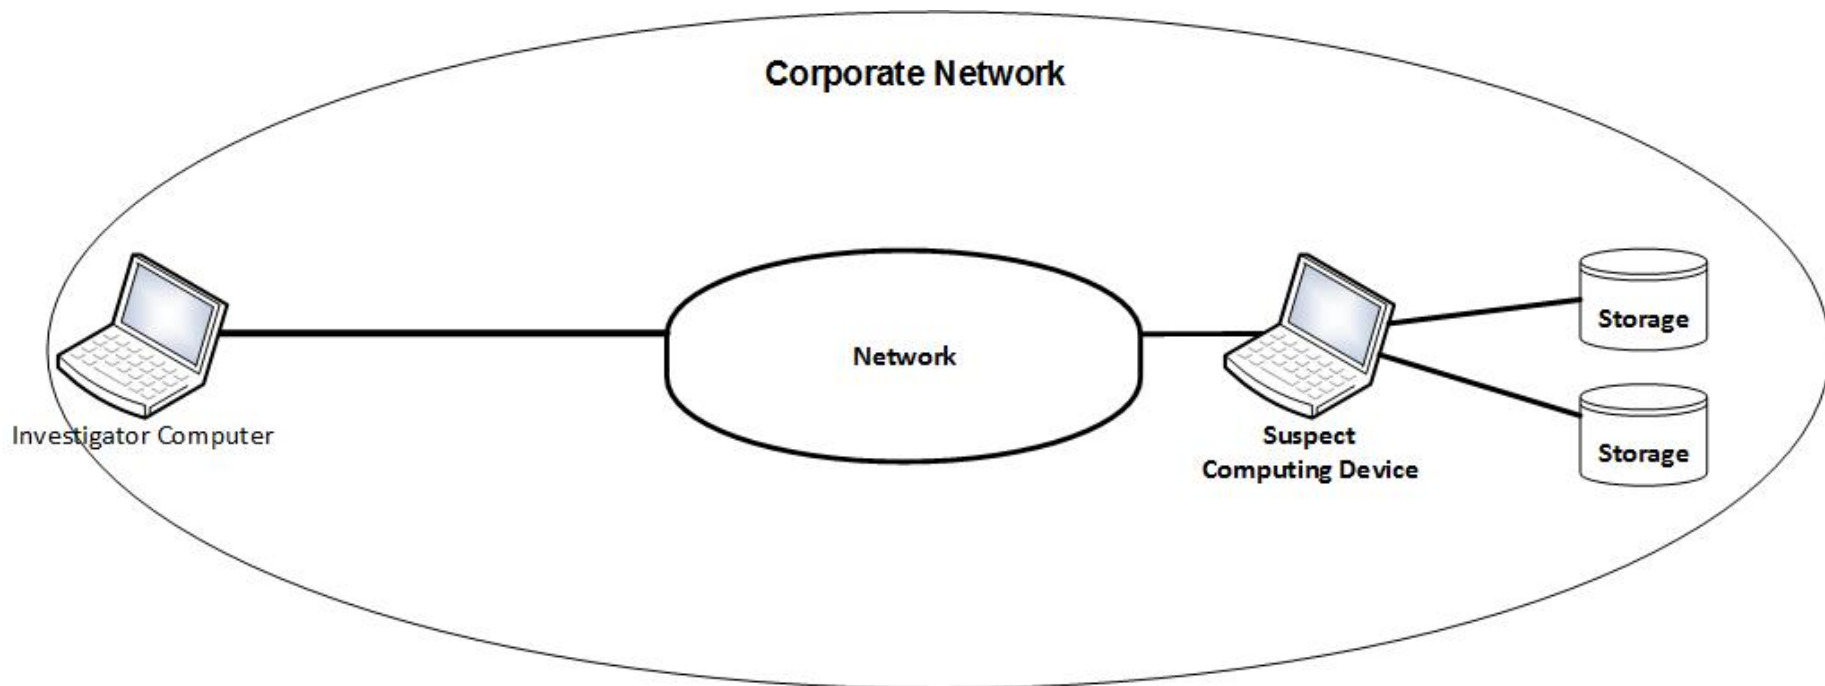 Corporate Network
Investigator Computer
Network
Suspect
Computing Device
Storage
Storage